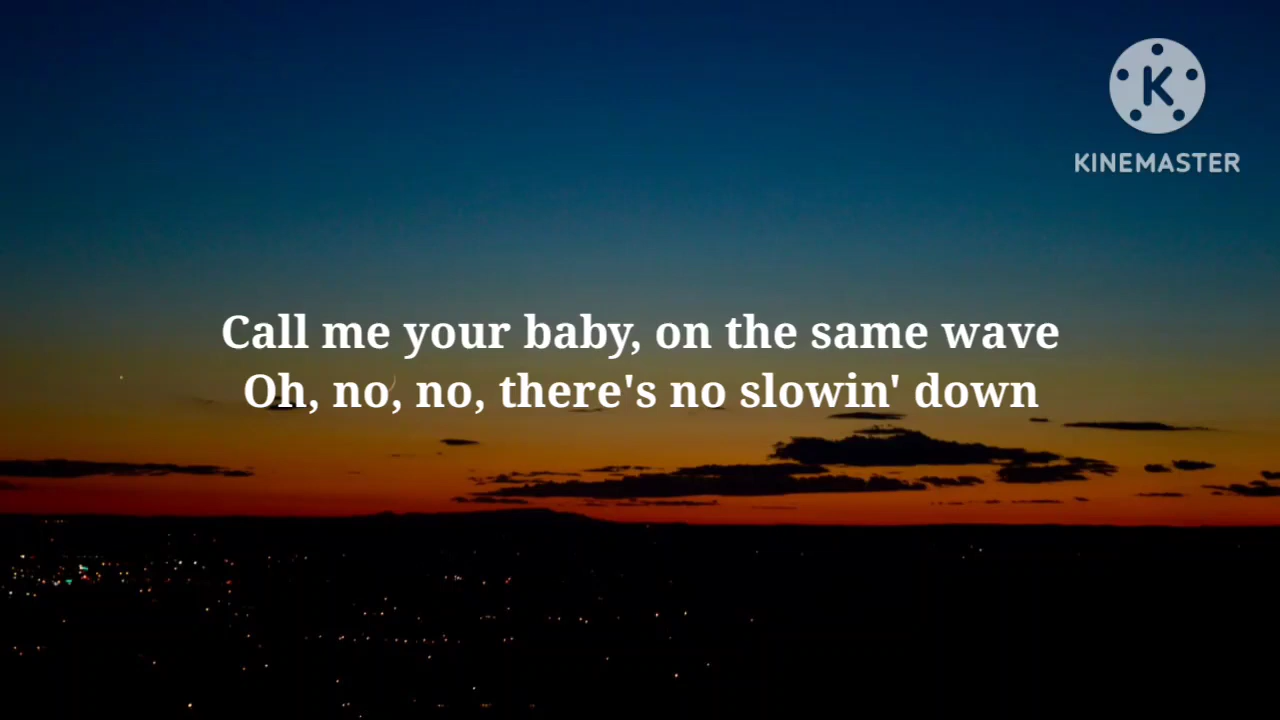 K
KINEMASTER
Call me your baby, on the same wave
Oh, no, no, there's no slowin' down